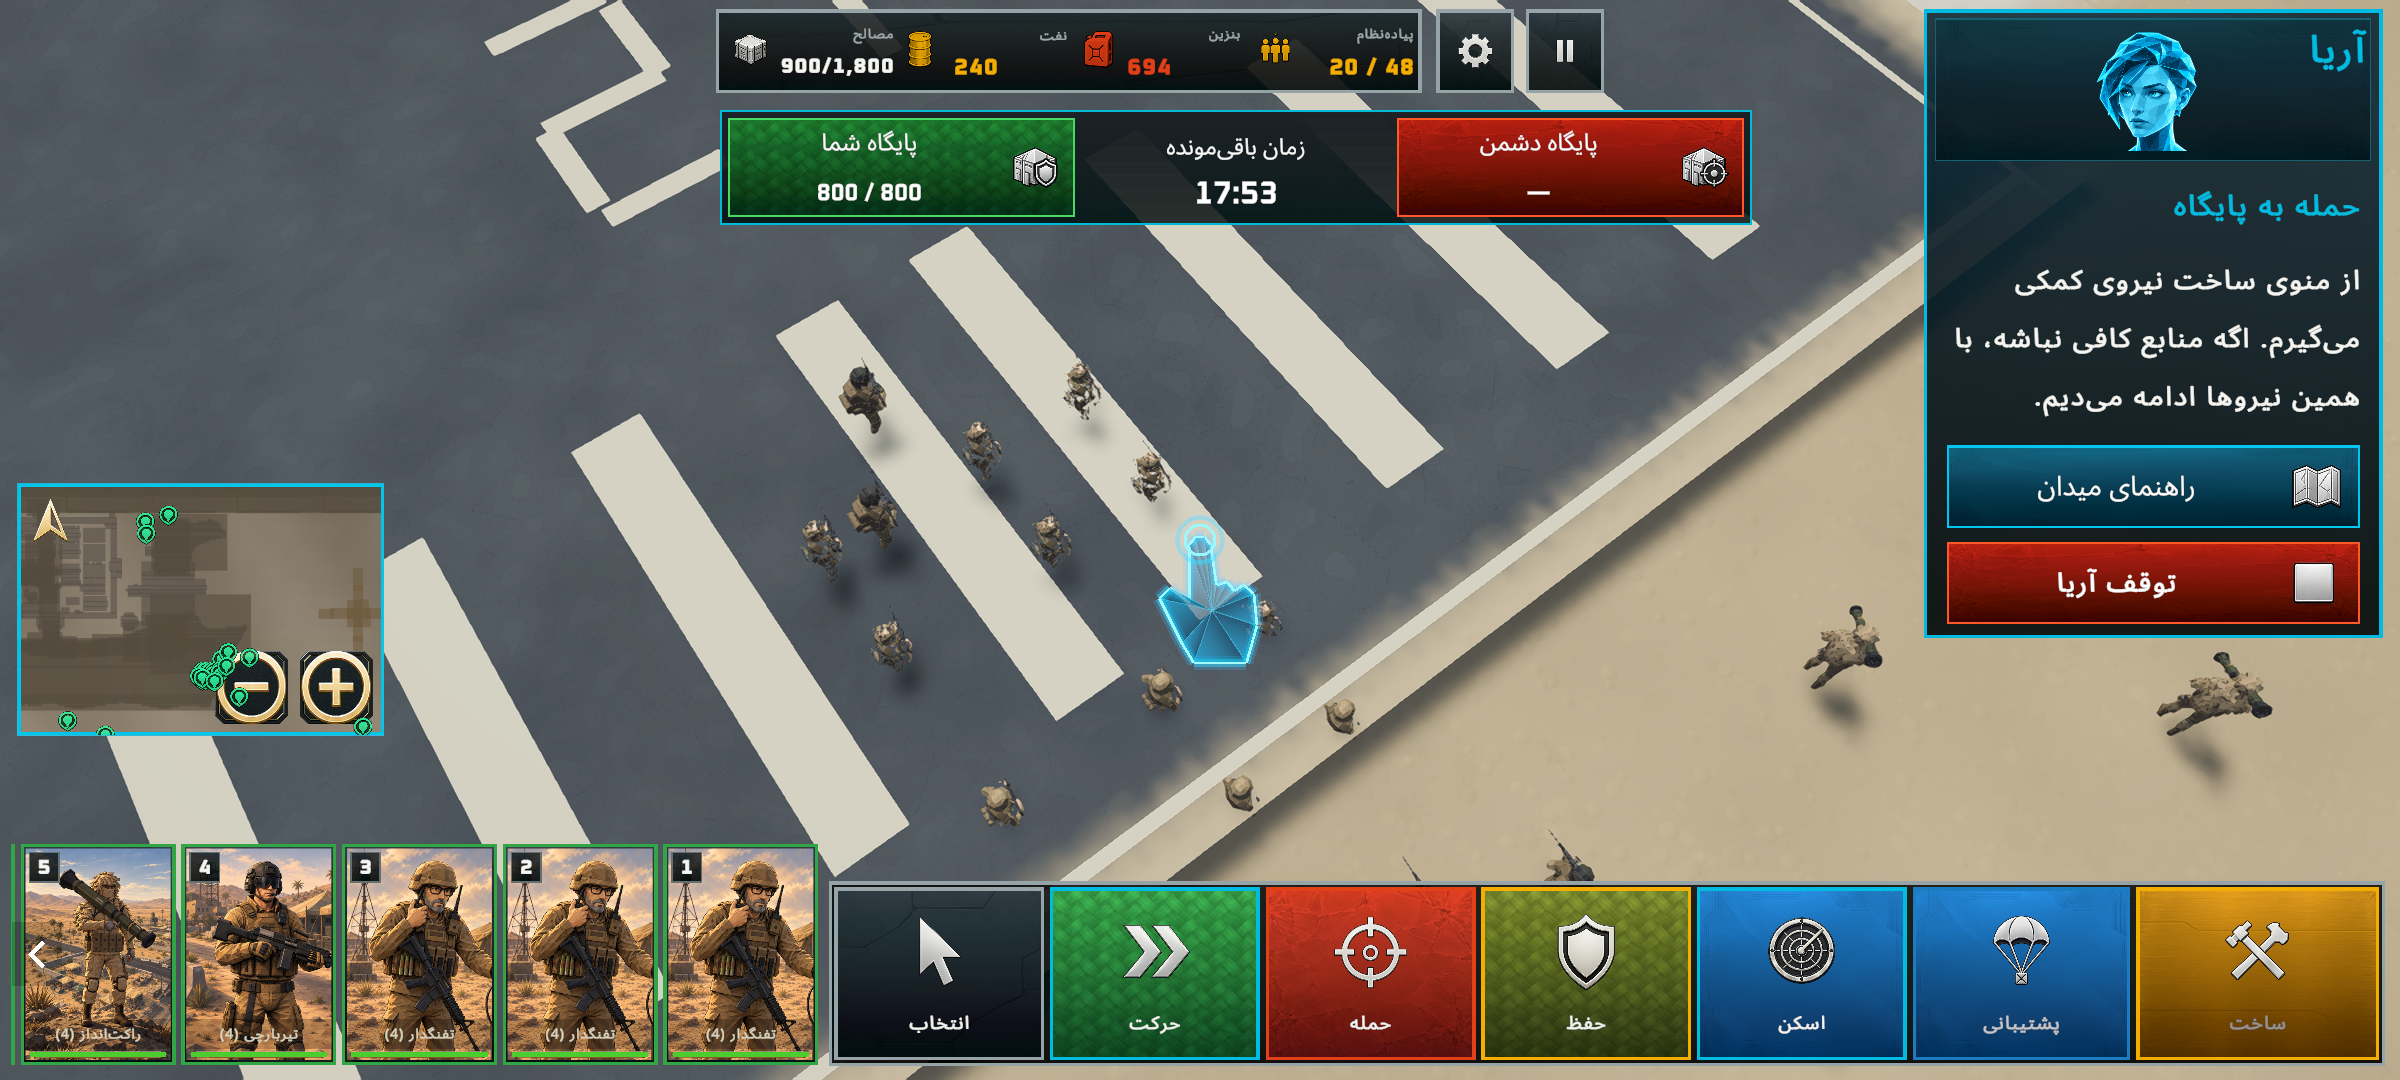 مصالح
900/1,800
نفت
240
بنزین
694
پیاده‌نظام
20 / 48
پایگاه شما
800 / 800
زمان باقی‌مونده
17:53
پایگاه دشمن
—
آریا
حمله به پایگاه
از منوی ساخت نیروی کمکی
می‌گیرم. اگه منابع کافی نباشه، با
همین نیروها ادامه می‌دیم.
راهنمای میدان
توقف آریا
5
راکت‌انداز (4)
4
تیربارچی (4)
3
تفنگدار (4)
2
تفنگدار (4)
1
تفنگدار (4)
انتخاب
حرکت
حمله
حفظ
اسکن
پشتیبانی
ساخت